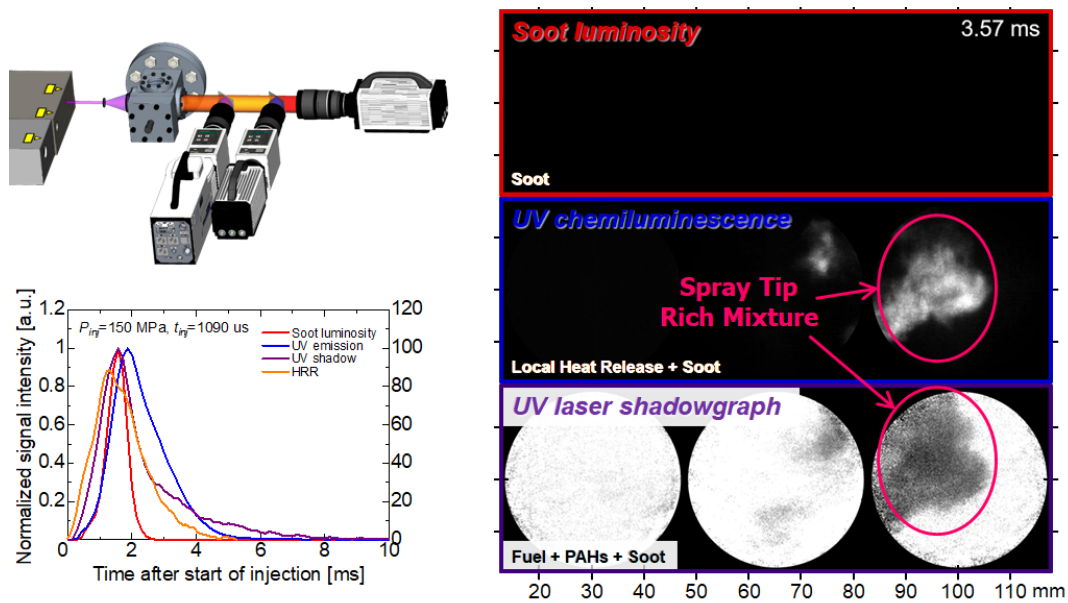 Soot luminosity
3.57 ms
Soot
UV chemiluminescence
Spray Tip
Rich Mixture
Local Heat Release + Soot
UV laser shadowgraph
Fuel + PAHs + Soot
20 30 40 50 60 70 80 90 100 110 mm
Normalized signal intensity [a.u.]
P_inj=150 MPa, t_inj=1090 us
Soot luminosity
UV emission
UV shadow
HRR
1.2 120
1 100
0.8 80
0.6 60
0.4 40
0.2 20
0 0
0 2 4 6 8 10
Time after start of injection [ms]